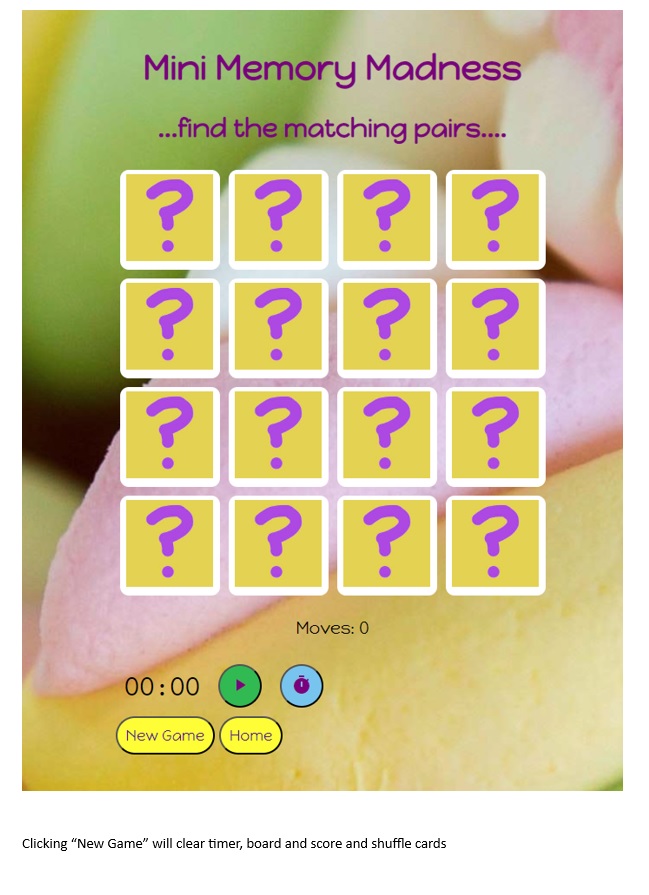 Mini Memory Madness
...find the matching pairs....
? ? ? ?
? ? ? ?
? ? ? ?
? ? ? ?
Moves: 0
00:00
New Game Home
Clicking “New Game” will clear timer, board and score and shuffle cards